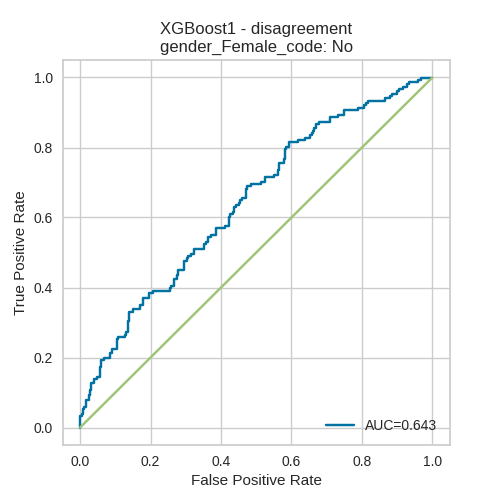 XGBoost1 - disagreement
gender_Female_code: No
1.0
0.8
0.6
0.4
0.2
0.0
True Positive Rate
AUC=0.643
0.0 0.2 0.4 0.6 0.8 1.0
False Positive Rate